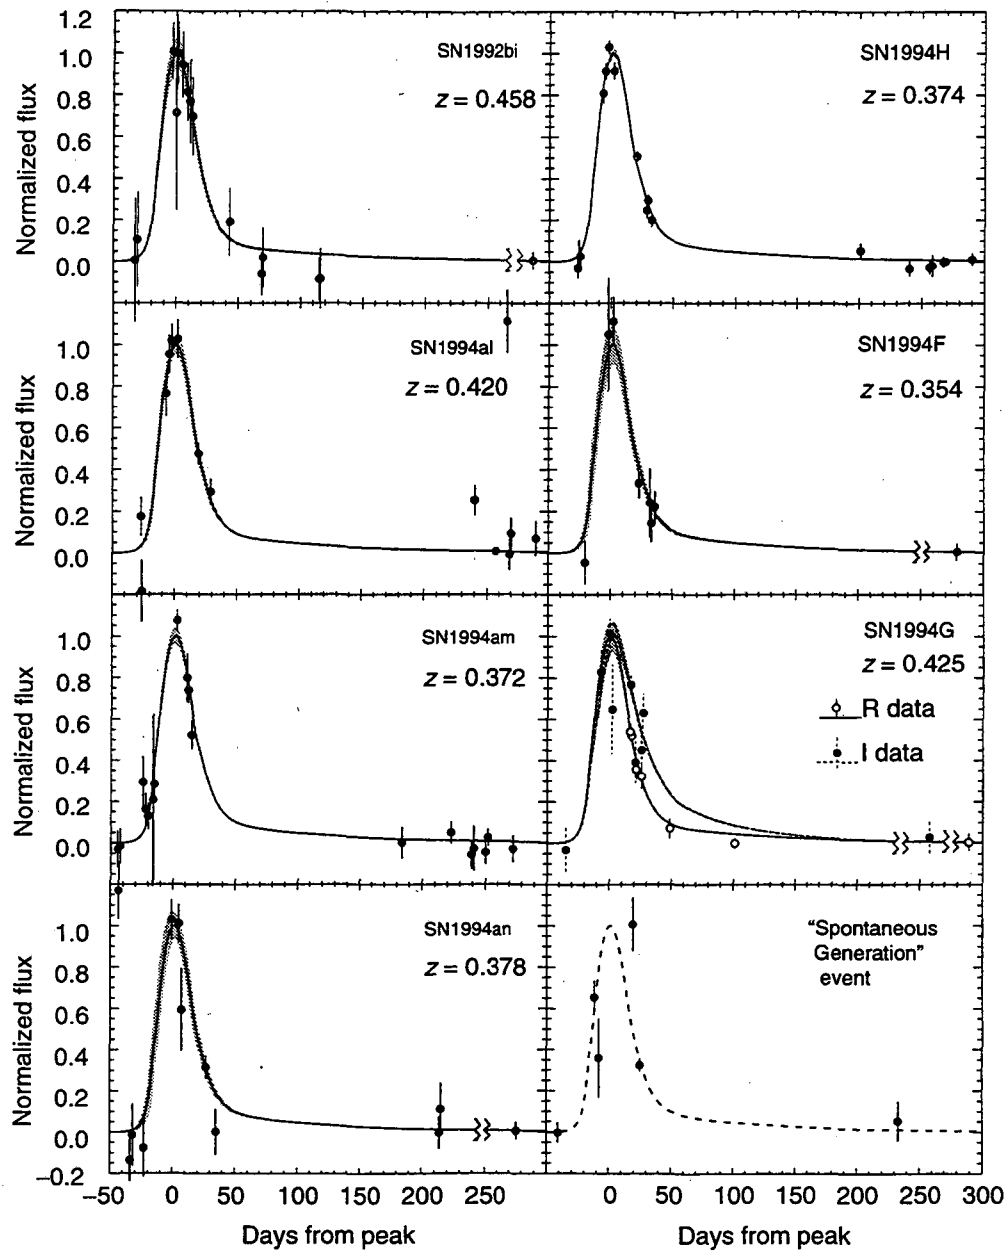 1.2
1.0
0.8
0.6
0.4
0.2
0.0
Normalized flux
SN1992bi
z = 0.458
SN1994H
z = 0.374
1.0
0.8
0.6
0.4
0.2
0.0
Normalized flux
SN1994al
z = 0.420
SN1994F
z = 0.354
1.0
0.8
0.6
0.4
0.2
0.0
Normalized flux
SN1994am
z = 0.372
SN1994G
z = 0.425
R data
I data
1.0
0.8
0.6
0.4
0.2
0.0
−0.2
Normalized flux
SN1994an
z = 0.378
“Spontaneous
Generation”
event
−50 0 50 100 150 200 250
0 50 100 150 200 250 300
Days from peak
Days from peak